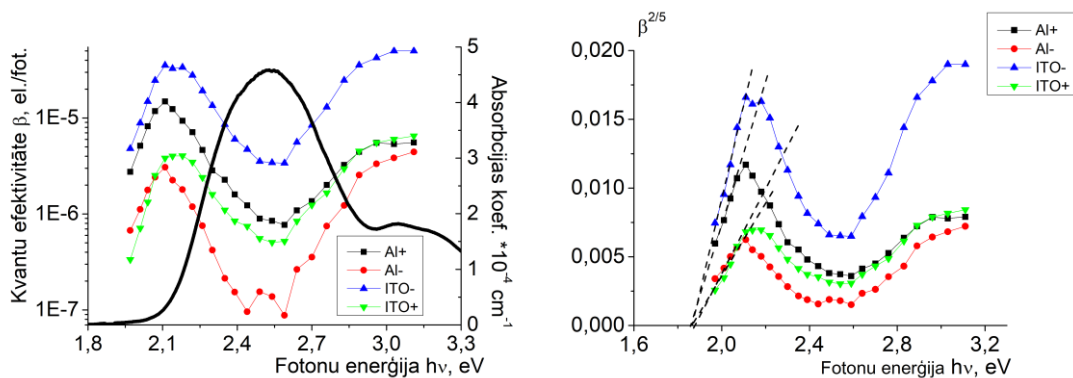 Kvantu efektivitāte β, el./fot.
1E-5
1E-6
1E-7
1,8 2,1 2,4 2,7 3,0 3,3
Fotonu enerģija hν, eV
0
1
2
3
4
5
Absorbcijas koef. *10⁻⁴ cm⁻¹
Al+
Al-
ITO-
ITO+
β^2/5
0,020
0,015
0,010
0,005
0,000
1,6 2,0 2,4 2,8 3,2
Fotonu enerģija hν, eV
Al+
Al-
ITO-
ITO+